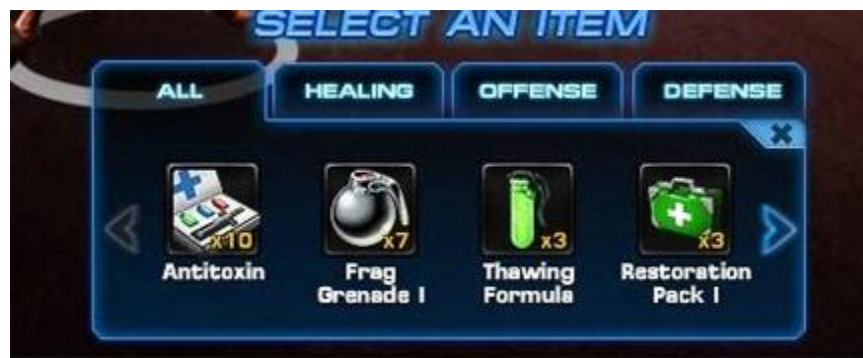 SELECT AN ITEM
ALL HEALING OFFENSE DEFENSE
x10 x7 x3 x3
Antitoxin Frag Thawing Restoration
Grenade I Formula Pack I